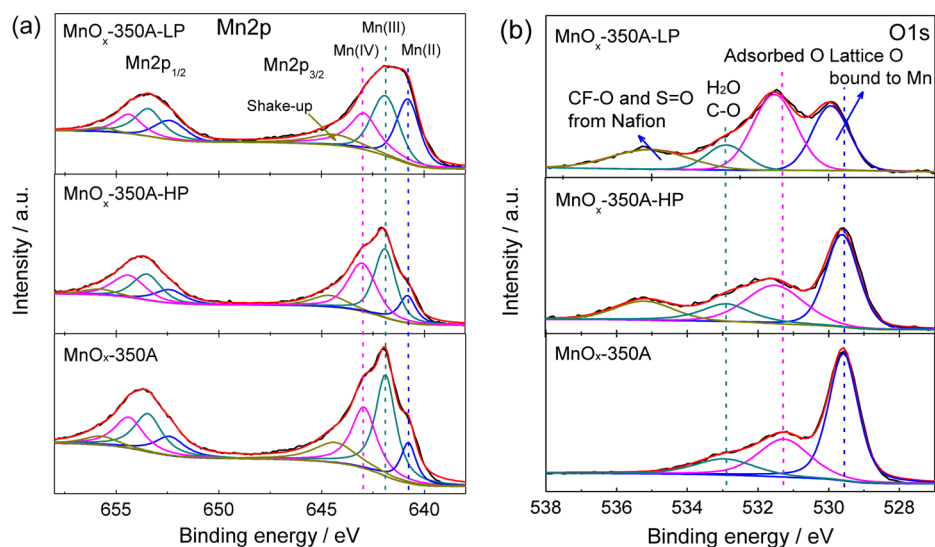 (a)
MnOₓ-350A-LP
Mn2p
Mn(III)
Mn(IV)
Mn(II)
Mn2p₁/₂
Mn2p₃/₂
Shake-up
MnOₓ-350A-HP
MnOₓ-350A
Intensity / a.u.
655 650 645 640
Binding energy / eV
(b)
O1s
MnOₓ-350A-LP
Adsorbed O Lattice O
bound to Mn
H₂O
C-O
CF-O and S=O
from Nafion
MnOₓ-350A-HP
MnOₓ-350A
Intensity / a.u.
538 536 534 532 530 528
Binding energy / eV